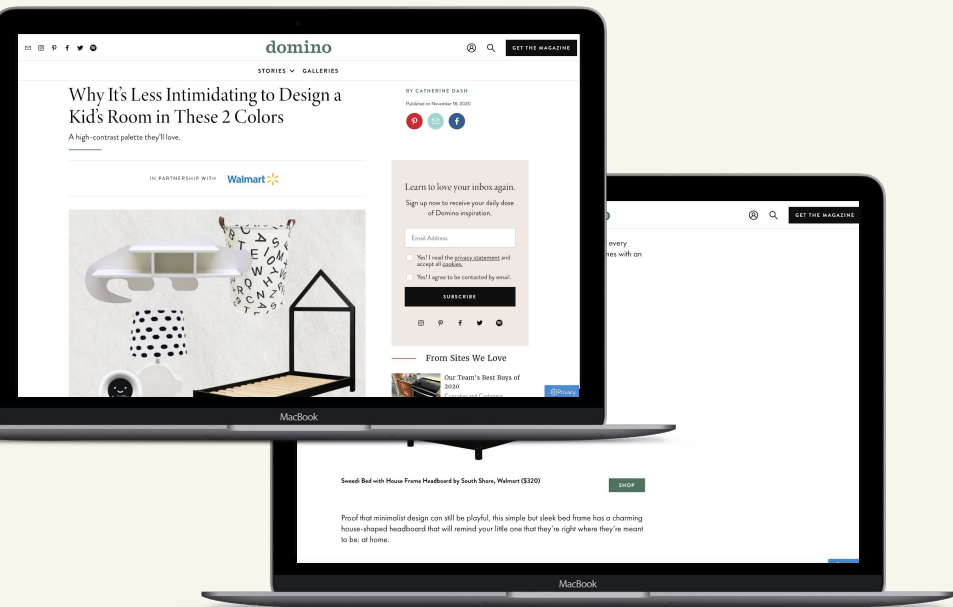 domino
GET THE MAGAZINE
STORIES GALLERIES
Why It's Less Intimidating to Design a
Kid's Room in These 2 Colors
A high-contrast palette they'll love.
BY CATHERINE DASH
Published on November 18, 2020
IN PARTNERSHIP WITH Walmart
Learn to love your inbox again.
Sign up now to receive your daily dose
of Domino inspiration.
Email Address
Yes! I read the privacy statement and
accept all cookies.
Yes! I agree to be contacted by email.
SUBSCRIBE
From Sites We Love
Our Team's Best Buys of
2020
Cupcakes and Cashmere
Privacy
MacBook
GET THE MAGAZINE
every
nes with an
Sweedi Bed with House Frame Headboard by South Shore, Walmart ($320)
SHOP
Proof that minimalist design can still be playful, this simple but sleek bed frame has a charming
house-shaped headboard that will remind your little one that they're right where they're meant
to be: at home.
MacBook